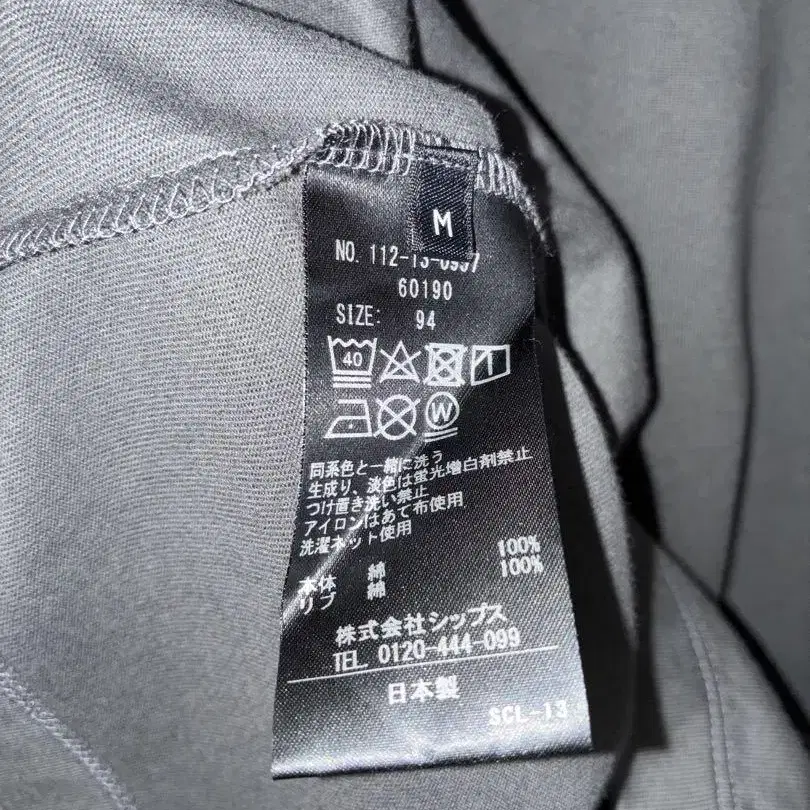 M
NO. 112-13-0937
60190
SIZE: 94
40
W
同系色と一緒に洗う
生成り、淡色は蛍光増白剤禁止
つけ置き洗い禁止
アイロンはあて布使用
洗濯ネット使用
本体 綿 100%
リブ 綿 100%
株式会社シップス
TEL. 0120-444-099
日本製
SCL-13